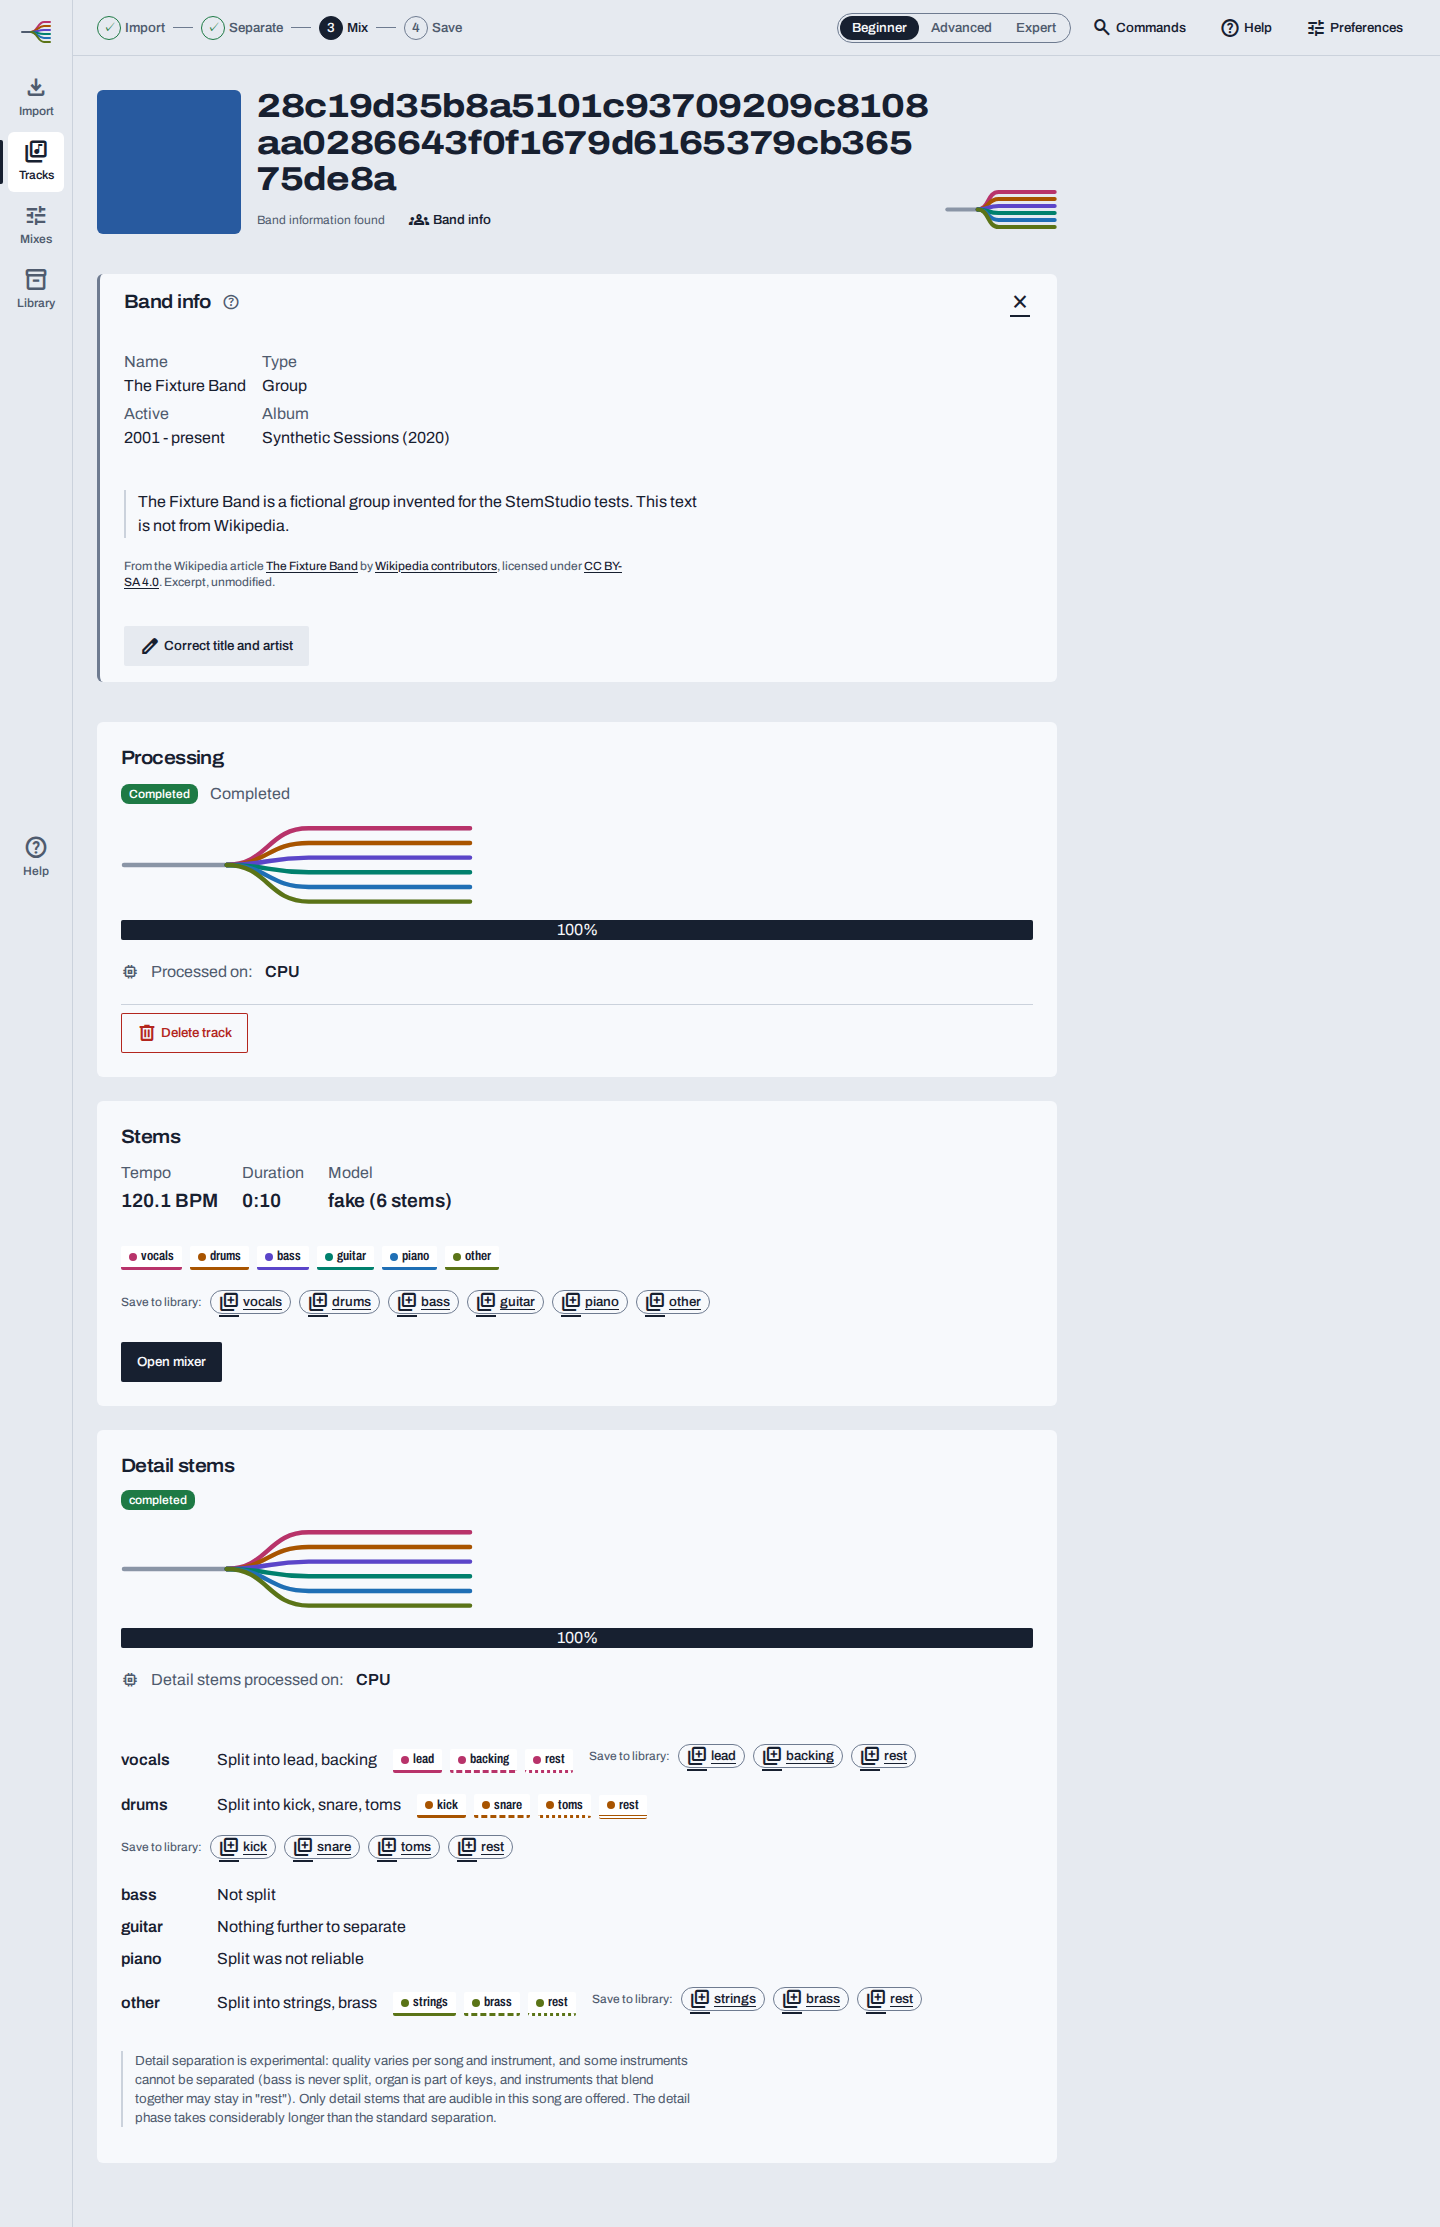 Import
Separate
3 Mix
4 Save
Beginner
Advanced
Expert
Commands
Help
Preferences
Import
Tracks
Mixes
Library
Help
28c19d35b8a5101c93709209c8108
aa0286643f0f1679d6165379cb365
75de8a
Band information found
Band info
Band info
Name
Type
The Fixture Band
Group
Active
Album
2001 - present
Synthetic Sessions (2020)
The Fixture Band is a fictional group invented for the StemStudio tests. This text
is not from Wikipedia.
From the Wikipedia article The Fixture Band by Wikipedia contributors, licensed under CC BY-
SA 4.0. Excerpt, unmodified.
Correct title and artist
Processing
Completed Completed
100%
Processed on: CPU
Delete track
Stems
Tempo
Duration
Model
120.1 BPM
0:10
fake (6 stems)
vocals drums bass guitar piano other
Save to library: vocals drums bass guitar piano other
Open mixer
Detail stems
completed
100%
Detail stems processed on: CPU
vocals Split into lead, backing lead backing rest Save to library: lead backing rest
drums Split into kick, snare, toms kick snare toms rest
Save to library: kick snare toms rest
bass Not split
guitar Nothing further to separate
piano Split was not reliable
other Split into strings, brass strings brass rest Save to library: strings brass rest
Detail separation is experimental: quality varies per song and instrument, and some instruments
cannot be separated (bass is never split, organ is part of keys, and instruments that blend
together may stay in "rest"). Only detail stems that are audible in this song are offered. The detail
phase takes considerably longer than the standard separation.